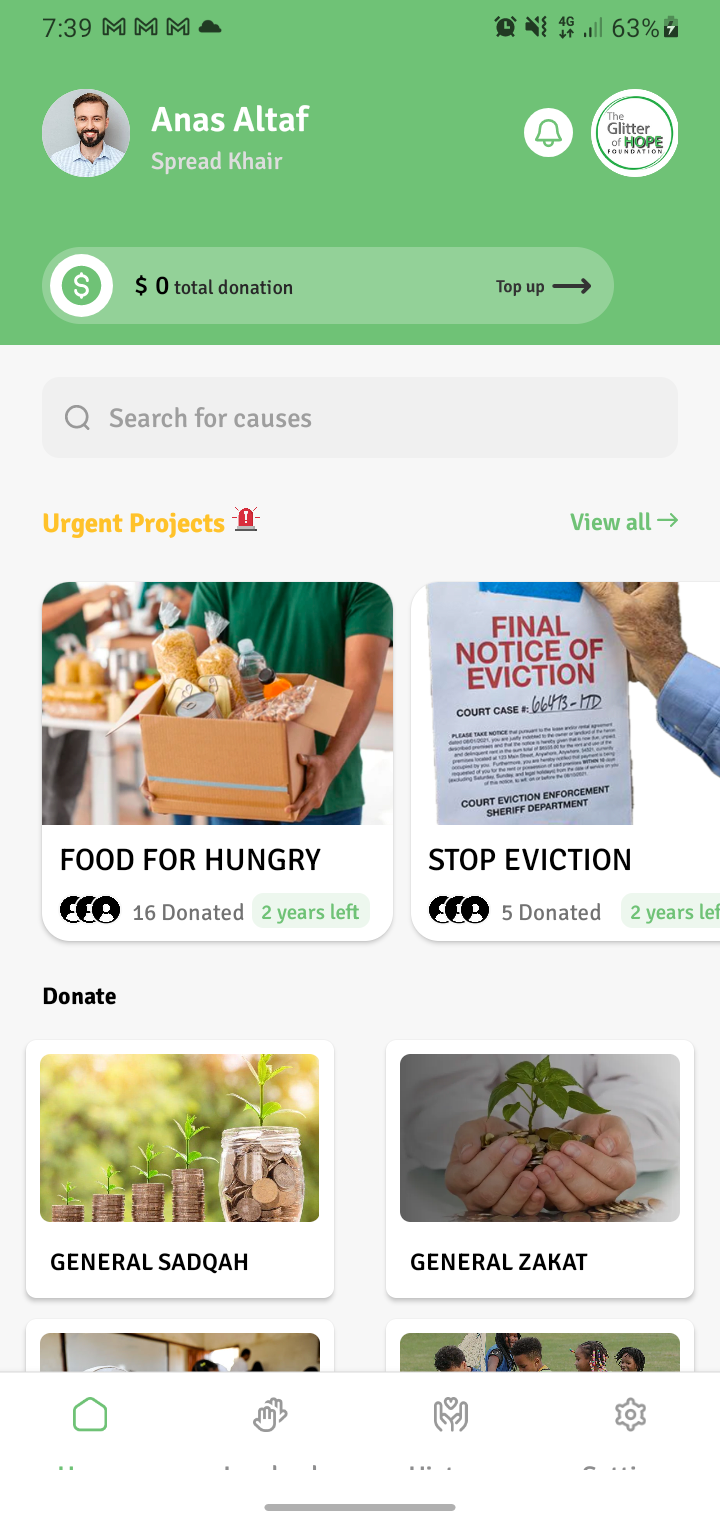 7:39
4G
63%
Anas Altaf
Spread Khair
The
Glitter
of HOPE
FOUNDATION
$ 0 total donation
Top up
Search for causes
Urgent Projects
View all
FINAL
NOTICE OF
EVICTION
COURT CASE #: 66473-ITD
COURT EVICTION ENFORCEMENT
SHERIFF DEPARTMENT
FOOD FOR HUNGRY
16 Donated
2 years left
STOP EVICTION
5 Donated
2 years lef
Donate
GENERAL SADQAH
GENERAL ZAKAT